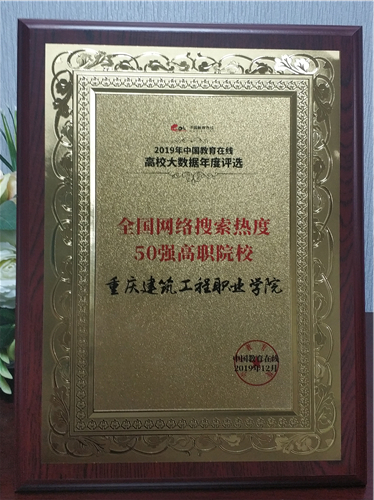 中国教育在线
2019年中国教育在线
高校大数据年度评选
全国网络搜索热度
50强高职院校
重庆建筑工程职业学院
中国教育在线
2019年12月